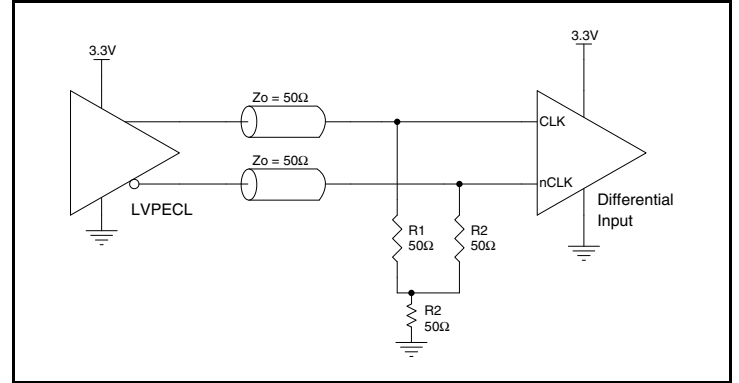 3.3V
3.3V
Zo = 50Ω
CLK
Zo = 50Ω
nCLK
LVPECL
Differential
Input
R1
50Ω
R2
50Ω
R2
50Ω